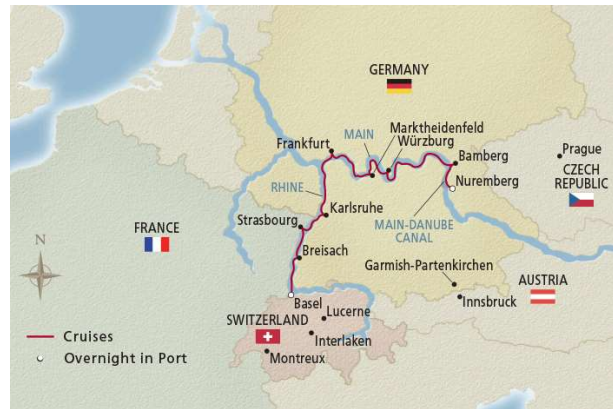 GERMANY
MAIN
Marktheidenfeld
Würzburg
Frankfurt
Bamberg
Prague
CZECH
REPUBLIC
RHINE
Nuremberg
Karlsruhe
Strasbourg
MAIN-DANUBE
CANAL
FRANCE
N
Breisach
Garmish-Partenkirchen
AUSTRIA
Innsbruck
Basel
Lucerne
SWITZERLAND
Interlaken
Montreux
Cruises
Overnight in Port